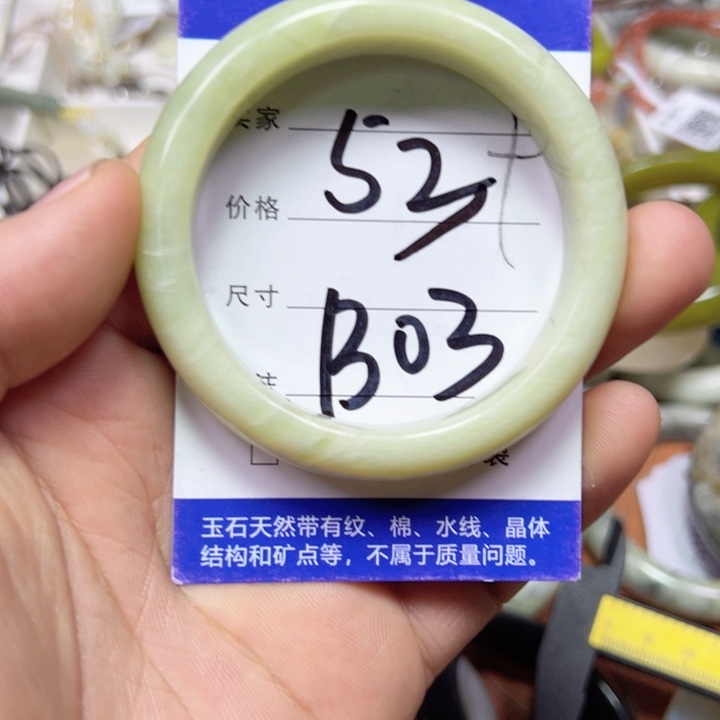 家
52
价格
尺寸
B03
玉石天然带有纹、棉、水线、晶体
结构和矿点等，不属于质量问题。